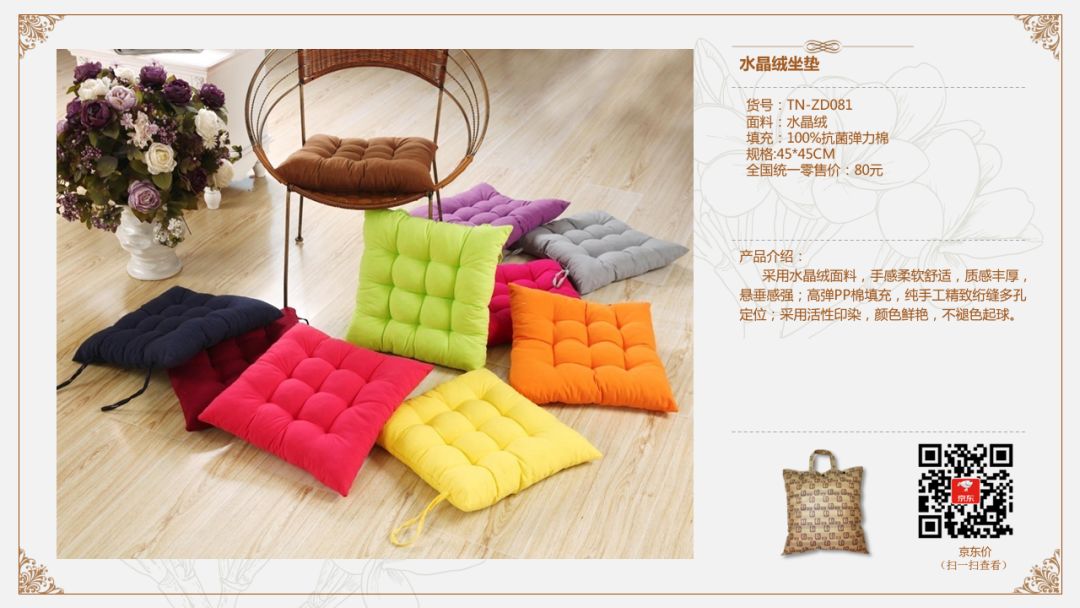 水晶绒坐垫
货号：TN-ZD081
面料：水晶绒
填充：100%抗菌弹力棉
规格:45*45CM
全国统一零售价：80元
产品介绍：
采用水晶绒面料，手感柔软舒适，质感丰厚，
悬垂感强；高弹PP棉填充，纯手工精致绗缝多孔
定位；采用活性印染，颜色鲜艳，不褪色起球。
京东
京东价
（扫一扫查看）